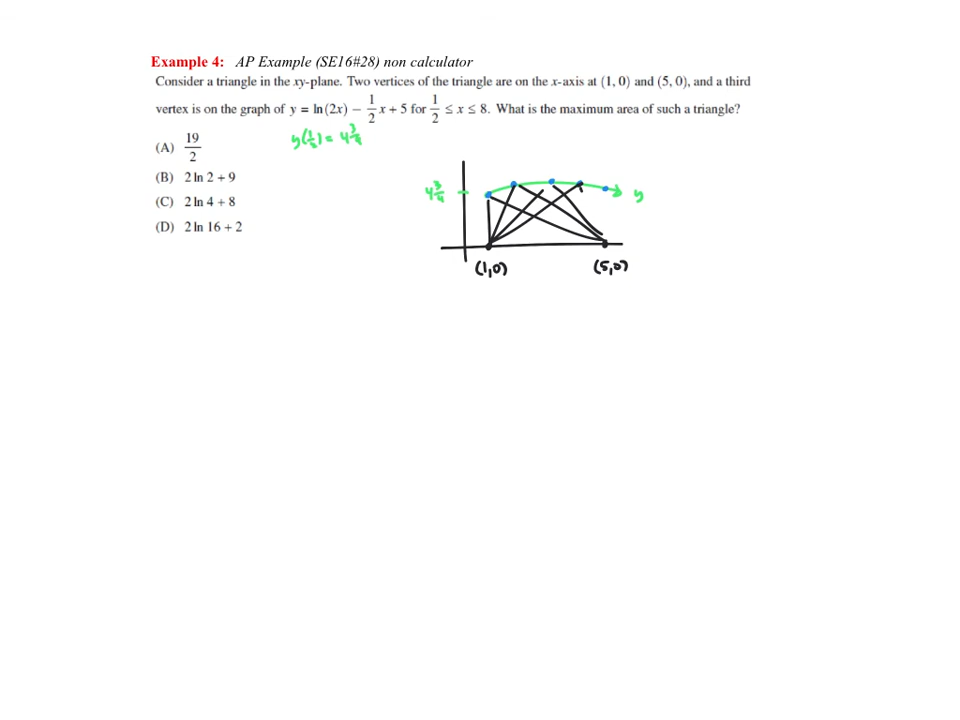 Example 4: AP Example (SE16#28) non calculator
Consider a triangle in the xy-plane. Two vertices of the triangle are on the x-axis at (1, 0) and (5, 0), and a third
vertex is on the graph of y = ln(2x) − 1/2 x + 5 for 1/2 ≤ x ≤ 8. What is the maximum area of such a triangle?
y(1/2) = 4 3/4
(A) 19/2
(B) 2 ln 2 + 9
(C) 2 ln 4 + 8
(D) 2 ln 16 + 2
4 3/4
y
(1,0)
(5,0)